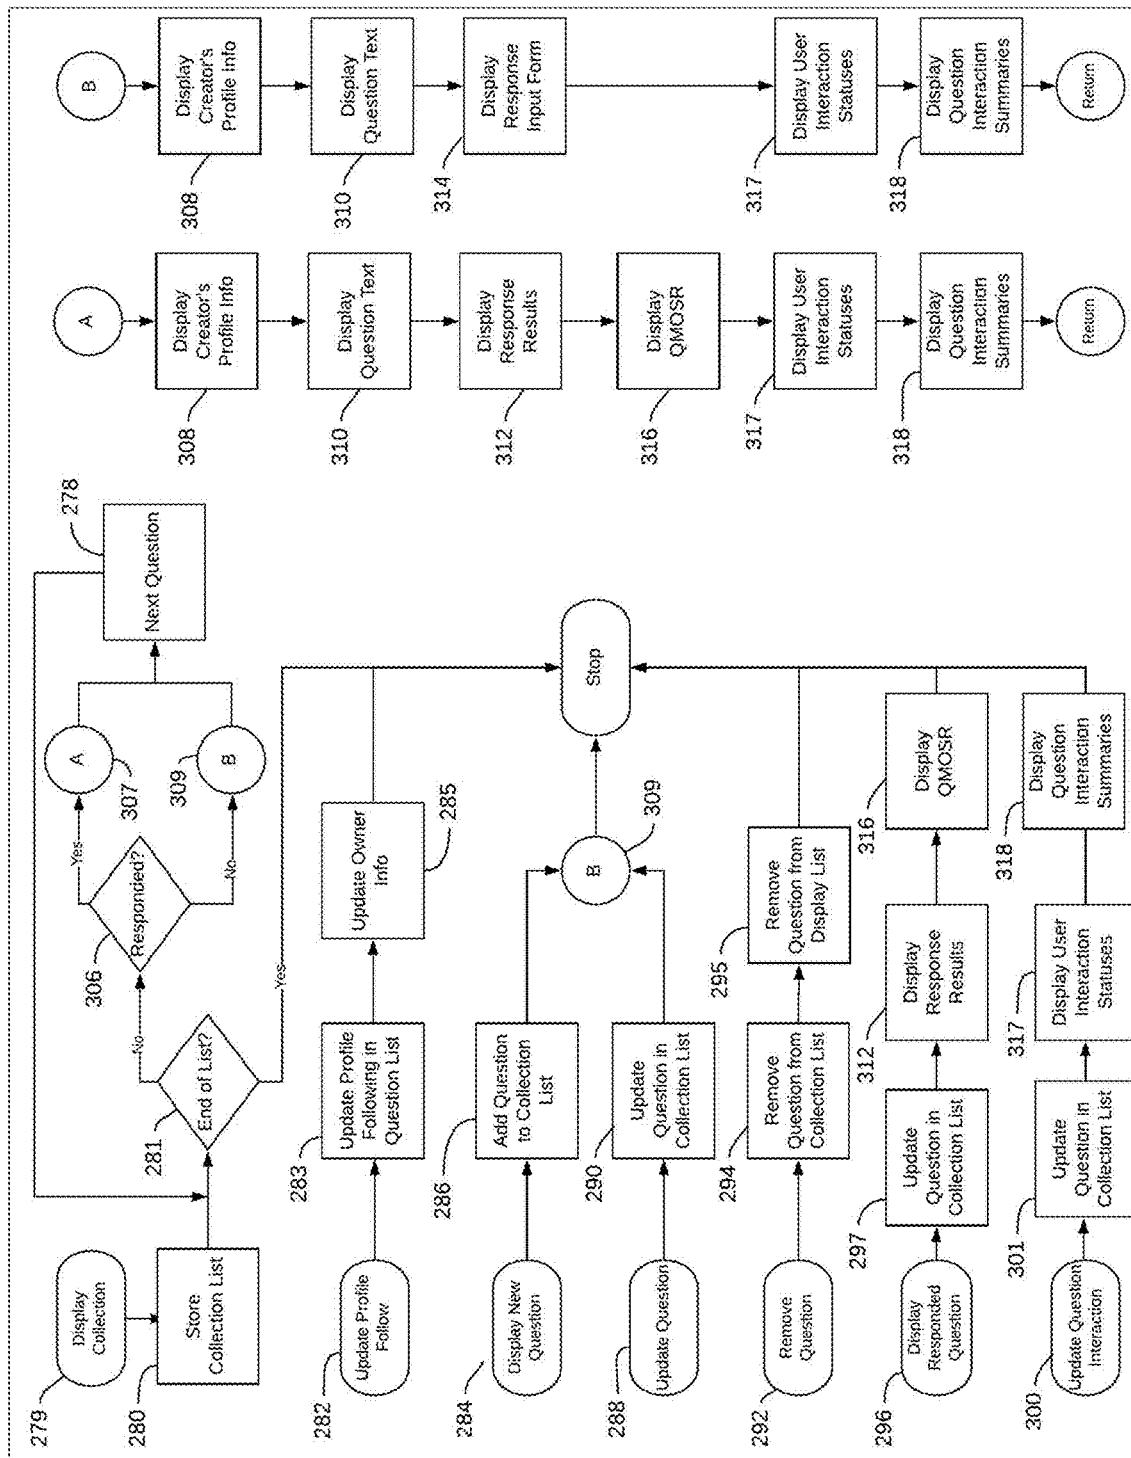 279
Display
Collection
280
Store
Collection List
281
End of List?
No
Yes
306
Responded?
Yes
No
A
307
309
B
278
Next Question
282
Update Profile
Follow
283
Update Profile
Following in
Question List
Update Owner
Info
285
284
Display New
Question
286
Add Question
to Collection
List
288
Update Question
290
Update
Question in
Collection List
B
309
Stop
292
Remove
Question
294
Remove
Question from
Collection List
295
Remove
Question from
Display List
296
Display
Responded
Question
297
Update
Question in
Collection List
312
Display
Response
Results
316
Display
QMOSR
300
Update Question
Interaction
301
Update
Question in
Collection List
317
Display User
Interaction
Statuses
318
Display
Question
Interaction
Summaries
A
308
Display
Creator's
Profile Info
310
Display
Question Text
312
Display
Response
Results
316
Display
QMOSR
317
Display User
Interaction
Statuses
318
Display
Question
Interaction
Summaries
Return
B
308
Display
Creator's
Profile Info
310
Display
Question Text
314
Display
Response
Input Form
317
Display User
Interaction
Statuses
318
Display
Question
Interaction
Summaries
Return